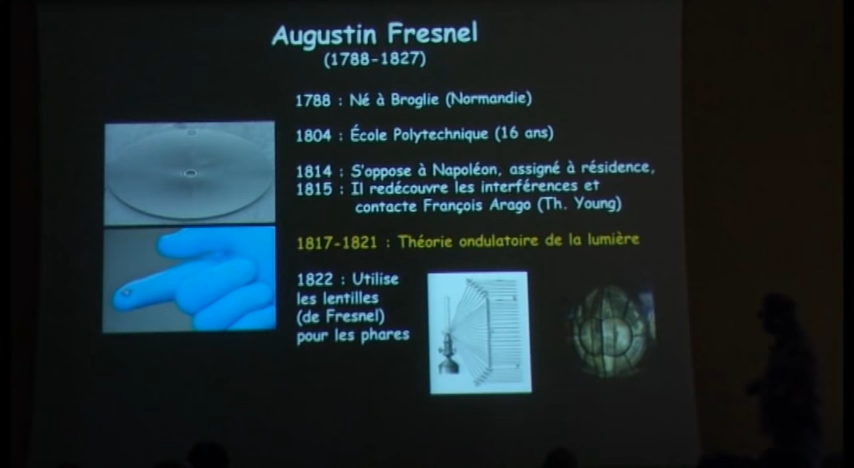 Augustin Fresnel
(1788-1827)
1788 : Né à Broglie (Normandie)
1804 : École Polytechnique (16 ans)
1814 : S'oppose à Napoléon, assigné à résidence,
1815 : Il redécouvre les interférences et
contacte François Arago (Th. Young)
1817-1821 : Théorie ondulatoire de la lumière
1822 : Utilise
les lentilles
(de Fresnel)
pour les phares